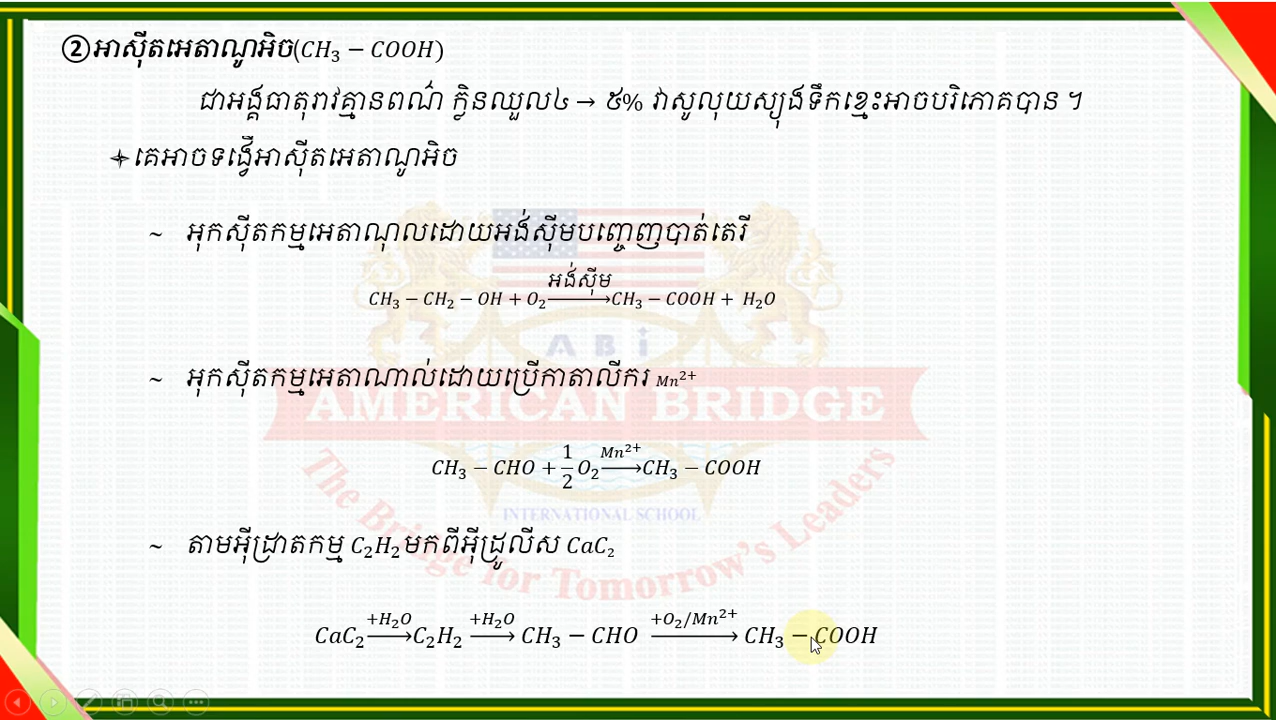 ②អាស៊ីតអេតាណូអ៊ិច(CH₃ − COOH)
ជាអង្គធាតុរាវគ្មានពណ៌ ក្លិនឈួល៤ → ៥% វាសូលុយស្យុងទឹកខ្មេះអាចបរិភោគបាន ។
គេអាចទង្វើអាស៊ីតអេតាណូអ៊ិច
~ អុកស៊ីតកម្មអេតាណុលដោយអង់ស៊ីមបញ្ចេញបាត់តេរី
អង់ស៊ីម
CH₃ − CH₂ − OH + O₂ → CH₃ − COOH + H₂O
A B i
~ អុកស៊ីតកម្មអេតាណាល់ដោយប្រើកាតាលីករ Mn²⁺
AMERICAN BRIDGE
Mn²⁺
CH₃ − CHO + 1/2 O₂ → CH₃ − COOH
INTERNATIONAL SCHOOL
~ តាមអ៊ីដ្រាតកម្ម C₂H₂មកពីអ៊ីដ្រូលីស CaC₂
The Bridge for Tomorrow's Leaders
+H₂O +H₂O +O₂/Mn²⁺
CaC₂ → C₂H₂ → CH₃ − CHO → CH₃ − COOH